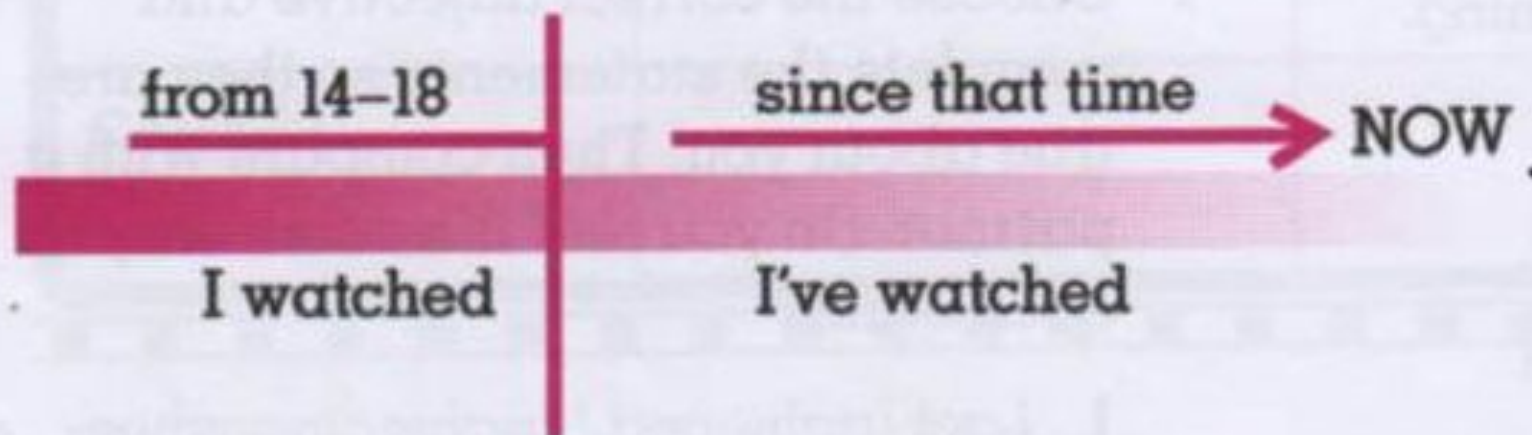 from 14–18
since that time
NOW
I watched
I've watched